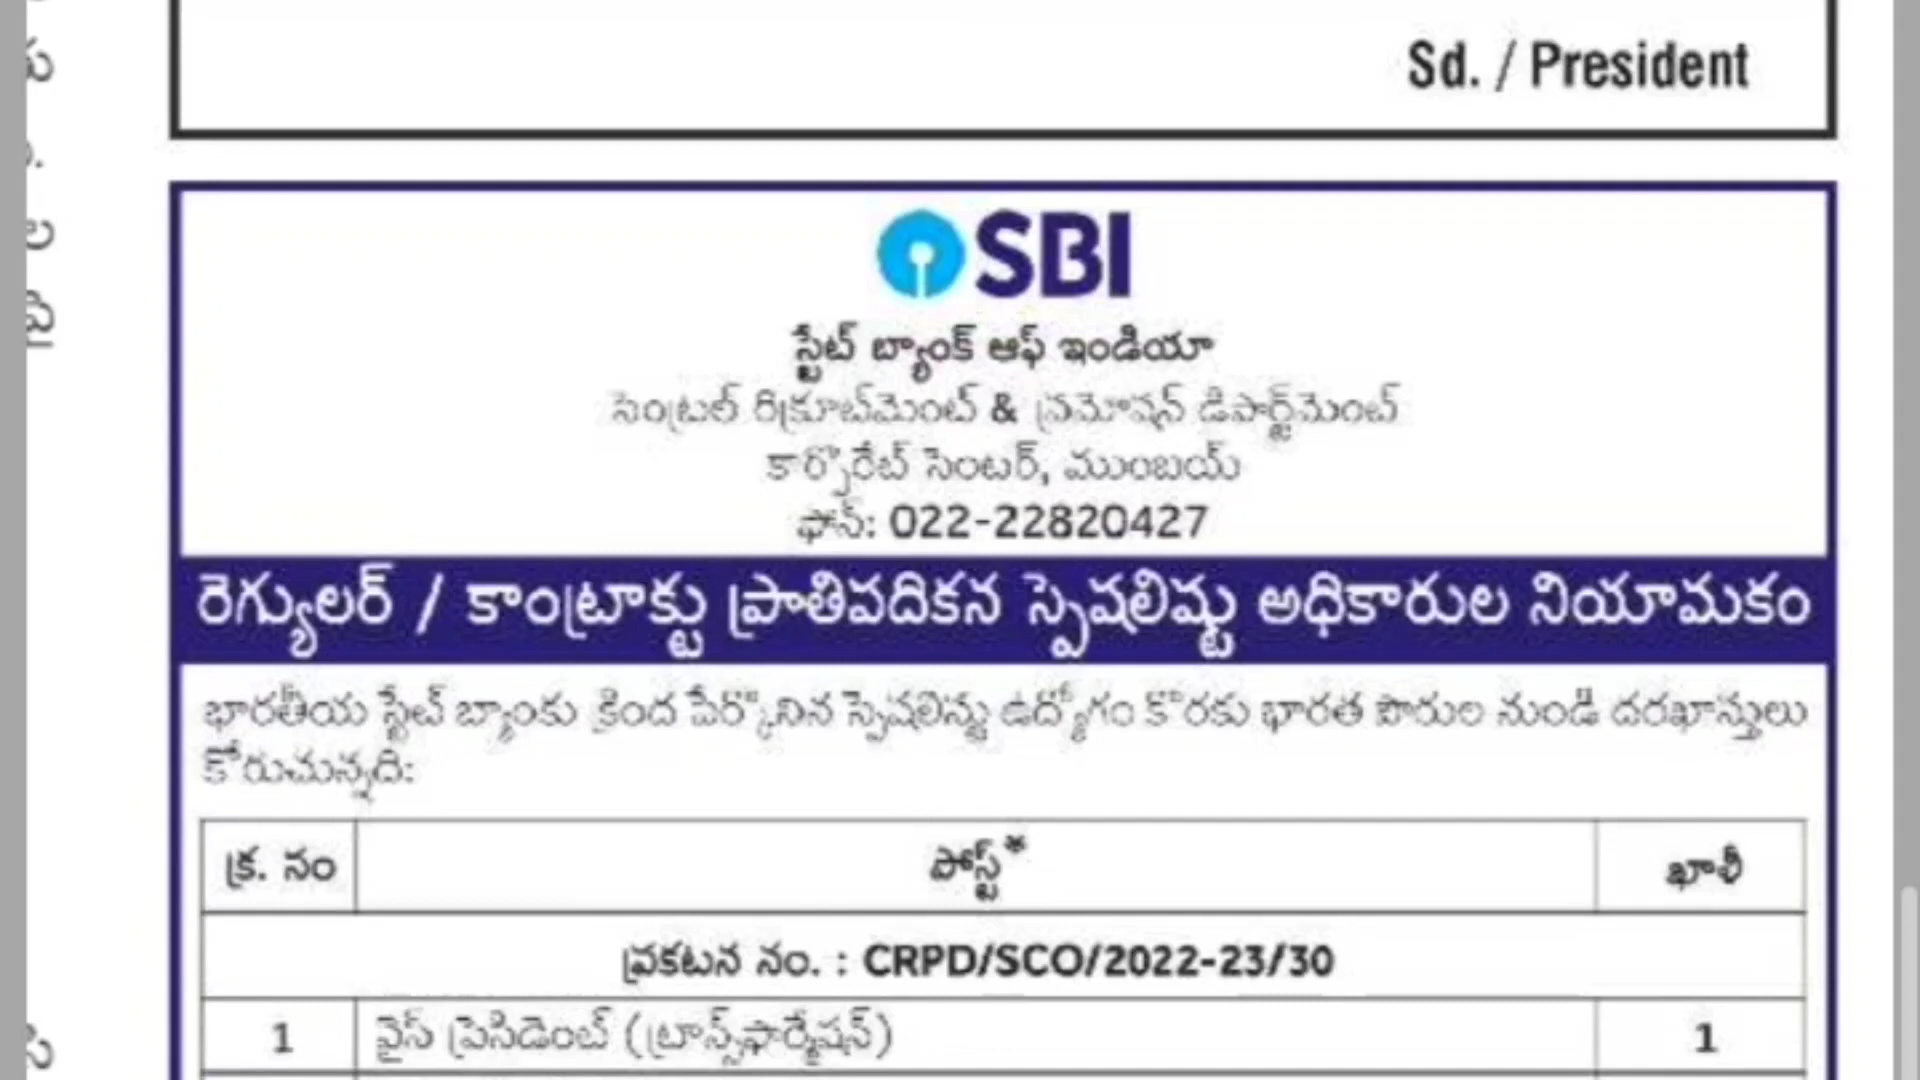 Sd. / President
SBI
స్టేట్ బ్యాంక్ ఆఫ్ ఇండియా
సెంట్రల్ రిక్రూట్‌మెంట్ & ప్రమోషన్ డిపార్ట్‌మెంట్
కార్పొరేట్ సెంటర్, ముంబయ్
ఫోన్: 022-22820427
రెగ్యులర్ / కాంట్రాక్టు ప్రాతిపదికన స్పెషలిస్టు అధికారుల నియామకం
భారతీయ స్టేట్ బ్యాంకు క్రింద పేర్కొనిన స్పెషలిస్టు ఉద్యోగం కొరకు భారత పౌరుల నుండి దరఖాస్తులు
కోరుచున్నది:
క్ర. సం పోస్ట్* ఖాళీ
ప్రకటన నం. : CRPD/SCO/2022-23/30
1 వైస్ ప్రెసిడెంట్ (ట్రాన్స్‌ఫార్మేషన్) 1